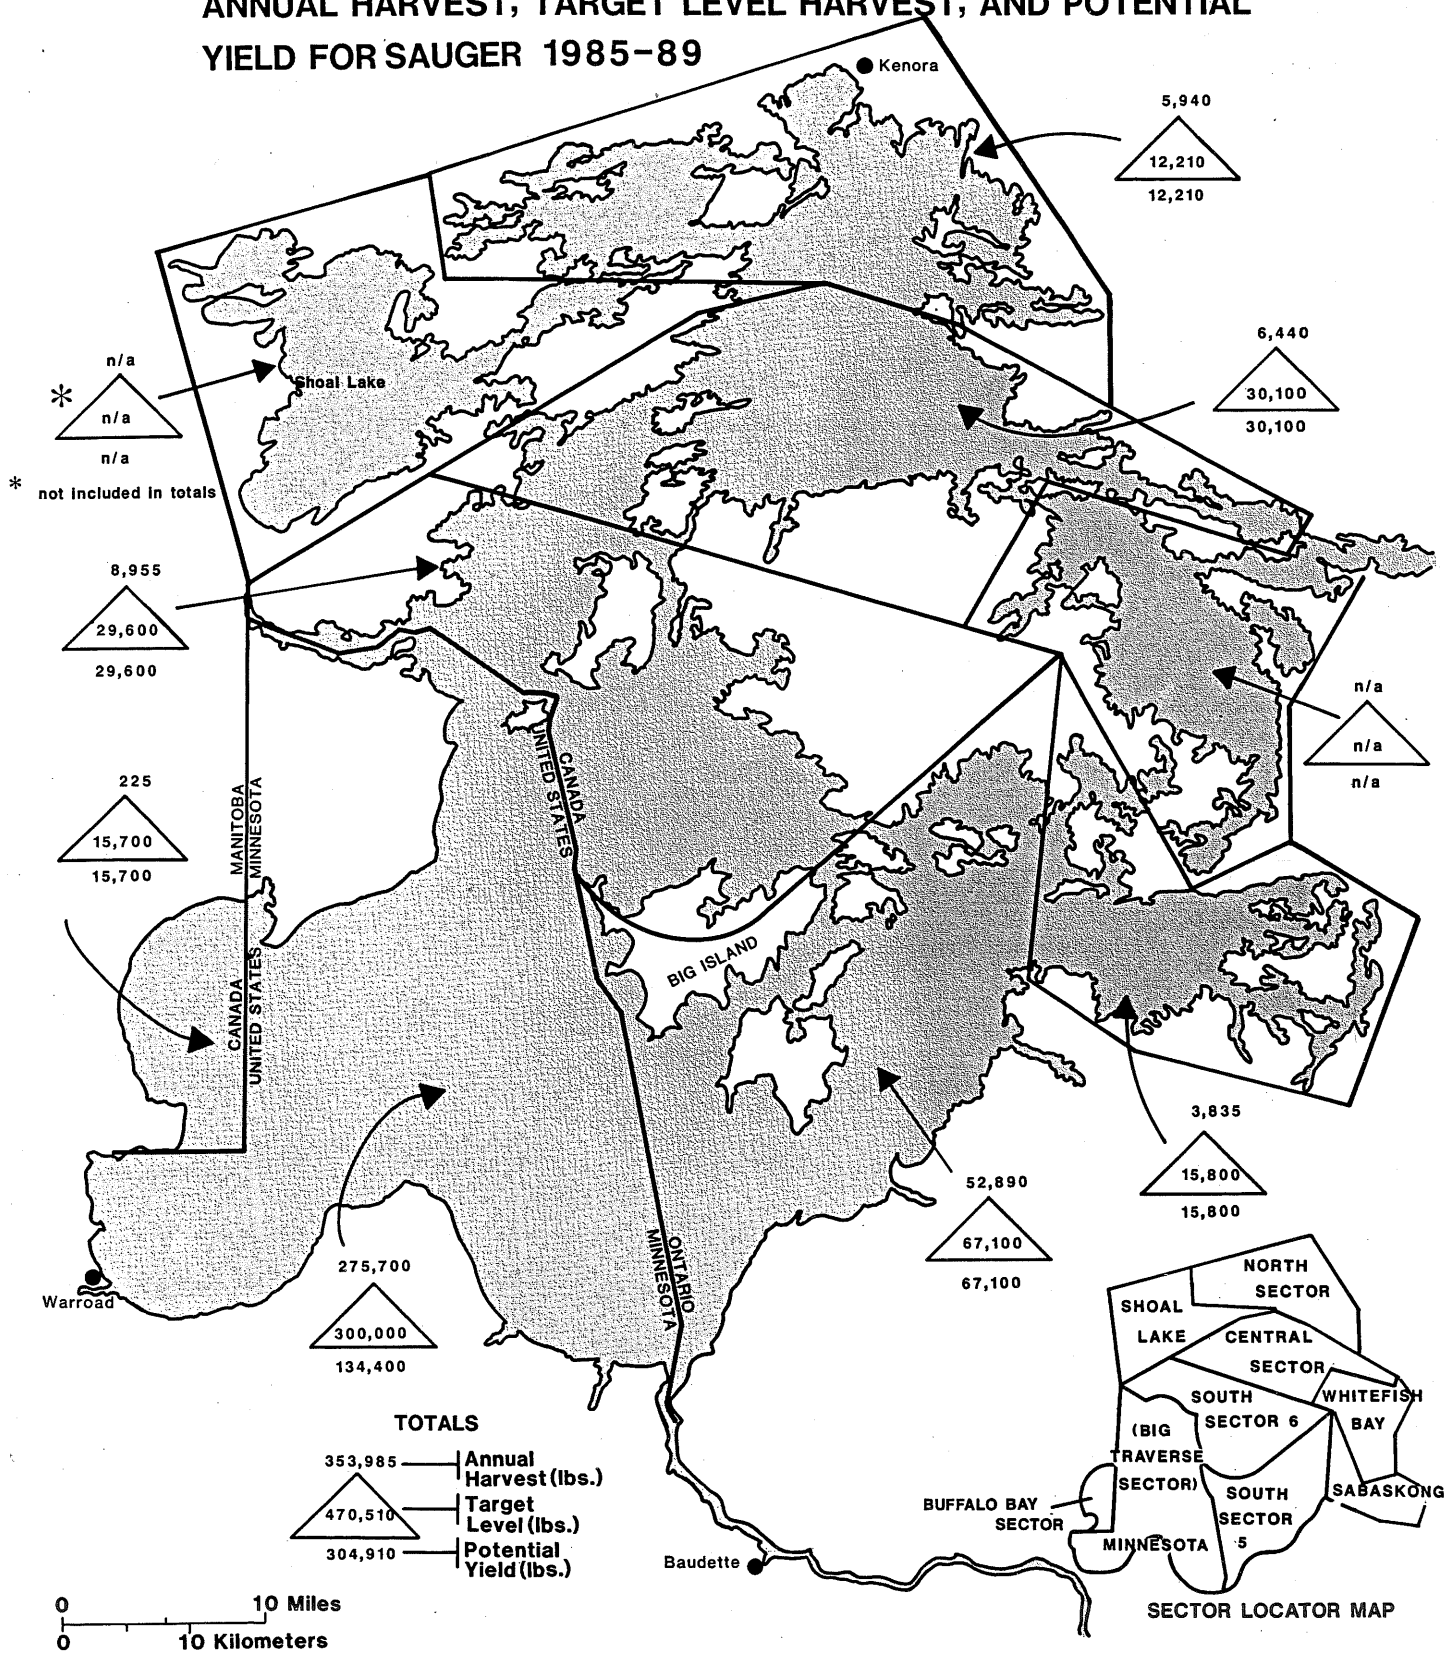 ANNUAL HARVEST, TARGET LEVEL HARVEST, AND POTENTIAL
YIELD FOR SAUGER 1985-89
Kenora
5,940
12,210
12,210
6,440
30,100
30,100
n/a
n/a
n/a
*
Shoal Lake
* not included in totals
8,955
29,600
29,600
n/a
n/a
n/a
225
15,700
15,700
MANITOBA
MINNESOTA
CANADA
UNITED STATES
CANADA
UNITED STATES
BIG ISLAND
3,835
15,800
15,800
52,890
67,100
67,100
275,700
300,000
134,400
ONTARIO
MINNESOTA
Warroad
Baudette
TOTALS
353,985
Annual
Harvest (lbs.)
470,510
Target
Level (lbs.)
304,910
Potential
Yield (lbs.)
0 10 Miles
0 10 Kilometers
NORTH
SECTOR
SHOAL
LAKE
CENTRAL
SECTOR
SOUTH
SECTOR 6
WHITEFISH
BAY
(BIG
TRAVERSE
SECTOR)
SOUTH
SECTOR
5
SABASKONG
BUFFALO BAY
SECTOR
MINNESOTA
SECTOR LOCATOR MAP